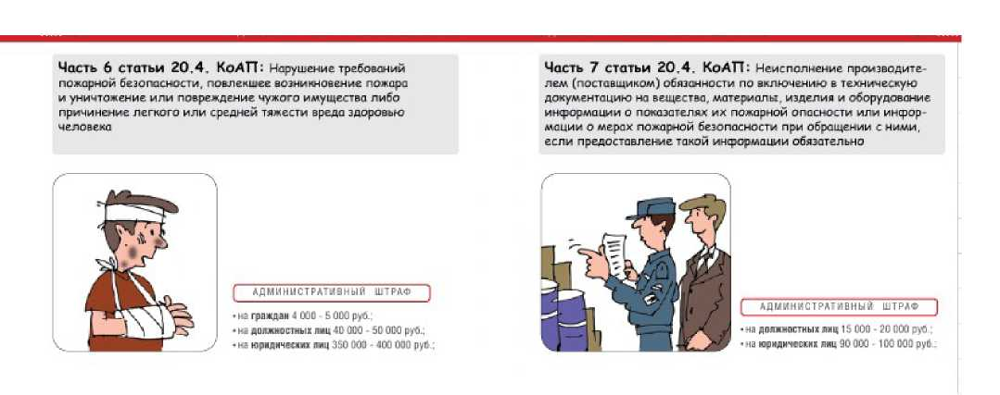 Часть 6 статьи 20.4. КоАП: Нарушение требований
пожарной безопасности, повлекшее возникновение пожара
и уничтожение или повреждение чужого имущества либо
причинение легкого или средней тяжести вреда здоровью
человека
АДМИНИСТРАТИВНЫЙ ШТРАФ
• на граждан 4 000 - 5 000 руб.;
• на должностных лиц 40 000 - 50 000 руб.;
• на юридических лиц 350 000 - 400 000 руб.;
Часть 7 статьи 20.4. КоАП: Неисполнение производите-
лем (поставщиком) обязанности по включению в техническую
документацию на вещества, материалы, изделия и оборудование
информации о показателях их пожарной опасности или инфор-
мации о мерах пожарной безопасности при обращении с ними,
если предоставление такой информации обязательно
АДМИНИСТРАТИВНЫЙ ШТРАФ
• на должностных лиц 15 000 - 20 000 руб.;
• на юридических лиц 90 000 - 100 000 руб.;